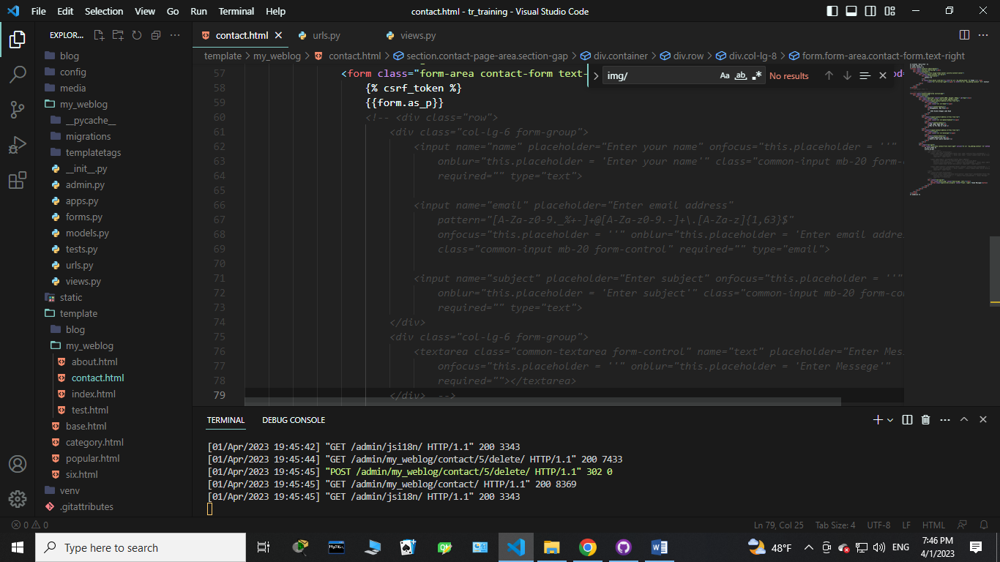 File Edit Selection View Go Run Terminal Help
contact.html - tr_training - Visual Studio Code
EXPLOR...
blog
config
media
my_weblog
__pycache__
migrations
templatetags
__init__.py
admin.py
apps.py
forms.py
models.py
tests.py
urls.py
views.py
static
template
blog
my_weblog
about.html
contact.html
index.html
test.html
base.html
category.html
popular.html
six.html
venv
.gitattributes
contact.html urls.py views.py
template > my_weblog > contact.html > section.contact-page-area.section-gap > div.container > div.row > div.col-lg-8 > form.form-area.contact-form.text-right
img/ Aa ab .* No results
57 <form class="form-area contact-form text-
58 {% csrf_token %}
59 {{form.as_p}}
60 <!-- <div class="row">
61 <div class="col-lg-6 form-group">
62 <input name="name" placeholder="Enter your name" onfocus="this.placeholder = ''"
63 onblur="this.placeholder = 'Enter your name'" class="common-input mb-20 form-
64 required="" type="text">
65
66 <input name="email" placeholder="Enter email address"
67 pattern="[A-Za-z0-9._%+-]+@[A-Za-z0-9.-]+\.[A-Za-z]{1,63}$"
68 onfocus="this.placeholder = ''" onblur="this.placeholder = 'Enter email addre
69 class="common-input mb-20 form-control" required="" type="email">
70
71 <input name="subject" placeholder="Enter subject" onfocus="this.placeholder = ''"
72 onblur="this.placeholder = 'Enter subject'" class="common-input mb-20 form-co
73 required="" type="text">
74 </div>
75 <div class="col-lg-6 form-group">
76 <textarea class="common-textarea form-control" name="text" placeholder="Enter Mes
77 onfocus="this.placeholder = ''" onblur="this.placeholder = 'Enter Messege'"
78 required=""></textarea>
79 </div> -->
TERMINAL DEBUG CONSOLE
[01/Apr/2023 19:45:42] "GET /admin/jsi18n/ HTTP/1.1" 200 3343
[01/Apr/2023 19:45:44] "GET /admin/my_weblog/contact/5/delete/ HTTP/1.1" 200 7433
[01/Apr/2023 19:45:45] "POST /admin/my_weblog/contact/5/delete/ HTTP/1.1" 302 0
[01/Apr/2023 19:45:45] "GET /admin/my_weblog/contact/ HTTP/1.1" 200 8369
[01/Apr/2023 19:45:45] "GET /admin/jsi18n/ HTTP/1.1" 200 3343
0 0
Ln 79, Col 25 Tab Size: 4 UTF-8 LF HTML
Type here to search
48°F
ENG
7:46 PM
4/1/2023